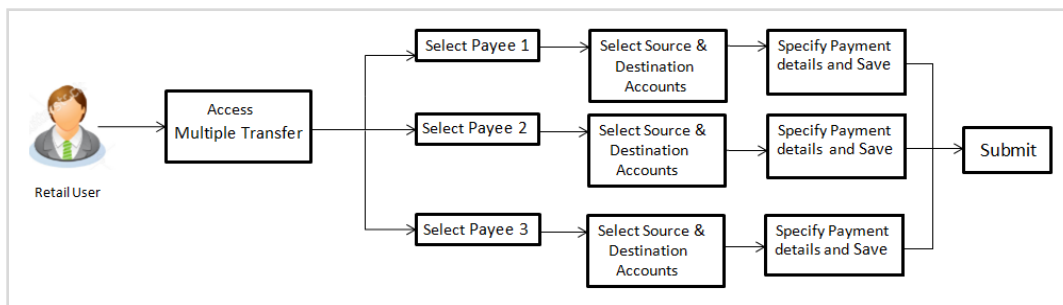 Retail User
Access
Multiple Transfer
Select Payee 1
Select Source &
Destination
Accounts
Specify Payment
details and Save
Select Payee 2
Select Source &
Destination
Accounts
Specify Payment
details and Save
Select Payee 3
Select Source &
Destination
Accounts
Specify Payment
details and Save
Submit